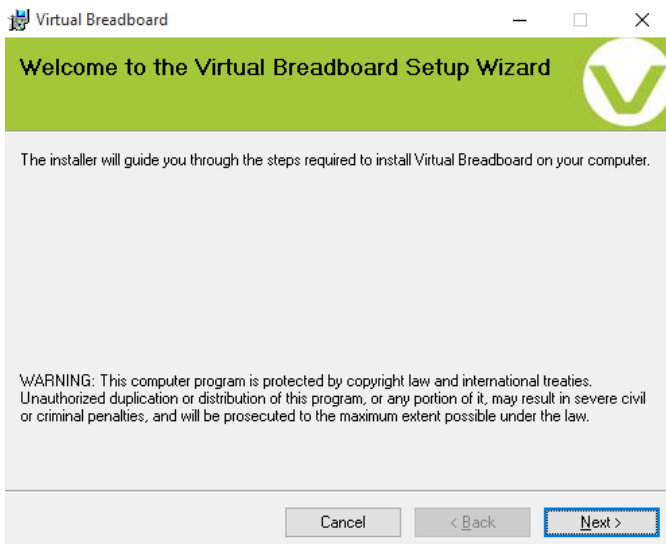 Virtual Breadboard
Welcome to the Virtual Breadboard Setup Wizard
The installer will guide you through the steps required to install Virtual Breadboard on your computer.
WARNING: This computer program is protected by copyright law and international treaties.
Unauthorized duplication or distribution of this program, or any portion of it, may result in severe civil
or criminal penalties, and will be prosecuted to the maximum extent possible under the law.
Cancel
< Back
Next >